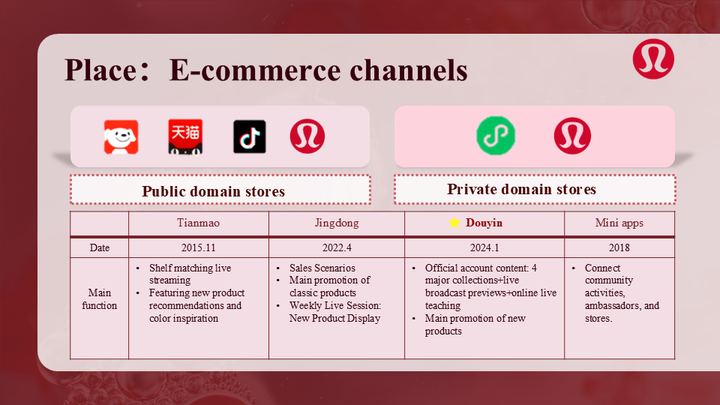 Place：E-commerce channels
天猫
Public domain stores
Private domain stores
Tianmao
Jingdong
Douyin
Mini apps
Date
2015.11
2022.4
2024.1
2018
Main
function
• Shelf matching live
streaming
• Featuring new product
recommendations and
color inspiration
• Sales Scenarios
• Main promotion of
classic products
• Weekly Live Session:
New Product Display
• Official account content: 4
major collections+live
broadcast previews+online live
teaching
• Main promotion of new
products
• Connect
community
activities,
ambassadors, and
stores.